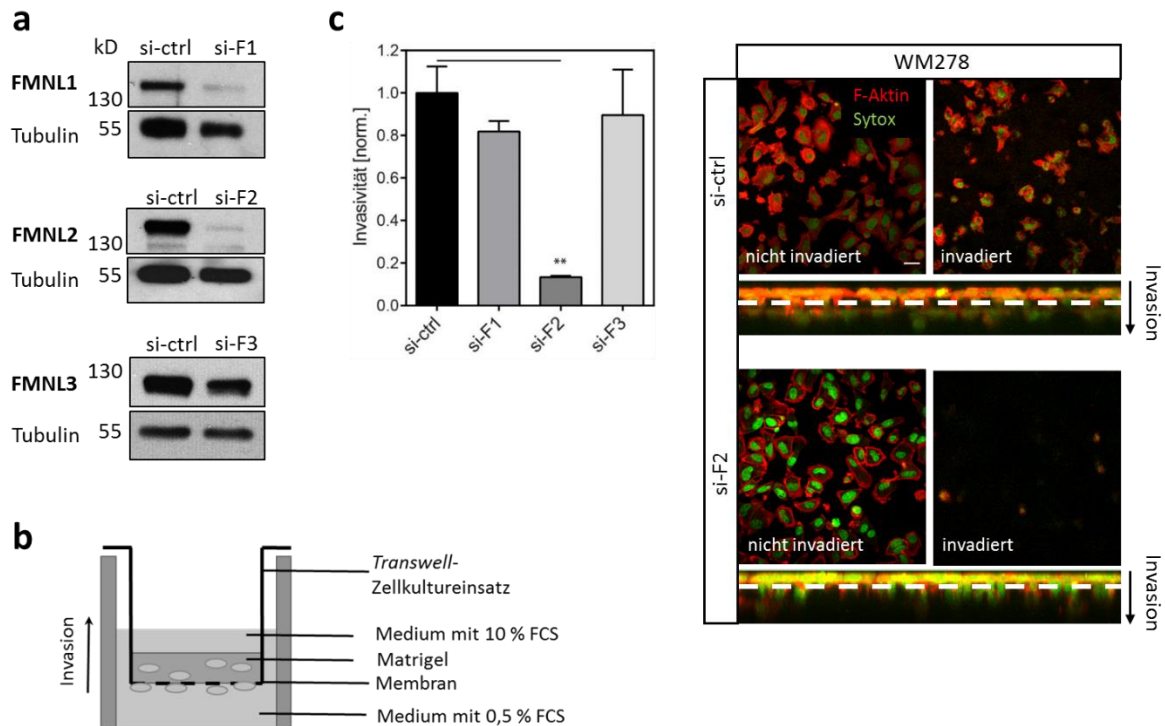 a
kD si-ctrl si-F1
FMNL1
130
Tubulin 55
si-ctrl si-F2
FMNL2
130
Tubulin 55
si-ctrl si-F3
FMNL3 130
Tubulin 55
b
Invasion
Transwell-
Zellkultureinsatz
Medium mit 10 % FCS
Matrigel
Membran
Medium mit 0,5 % FCS
c
Invasivität [norm.]
1.2
1.0
0.8
0.6
0.4
0.2
0.0
**
si-ctrl
si-F1
si-F2
si-F3
WM278
si-ctrl
F-Aktin
Sytox
nicht invadiert
invadiert
Invasion
si-F2
nicht invadiert
invadiert
Invasion